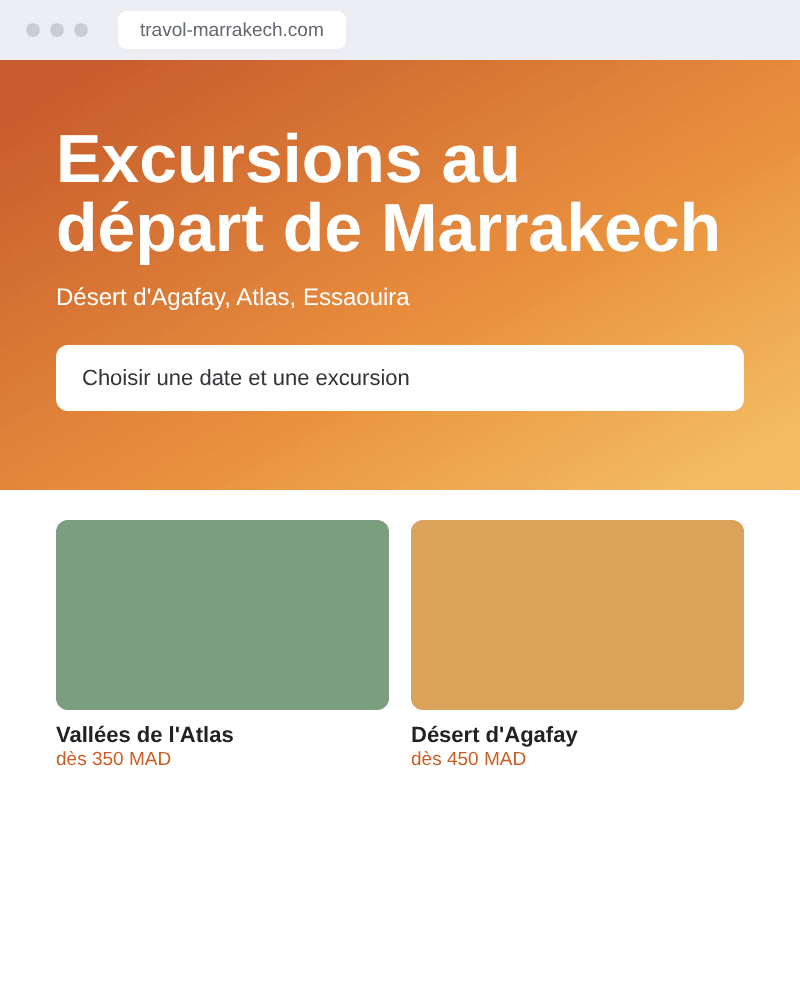 travol-marrakech.com
Excursions au
départ de Marrakech
Désert d'Agafay, Atlas, Essaouira
Choisir une date et une excursion
Vallées de l'Atlas
dès 350 MAD
Désert d'Agafay
dès 450 MAD